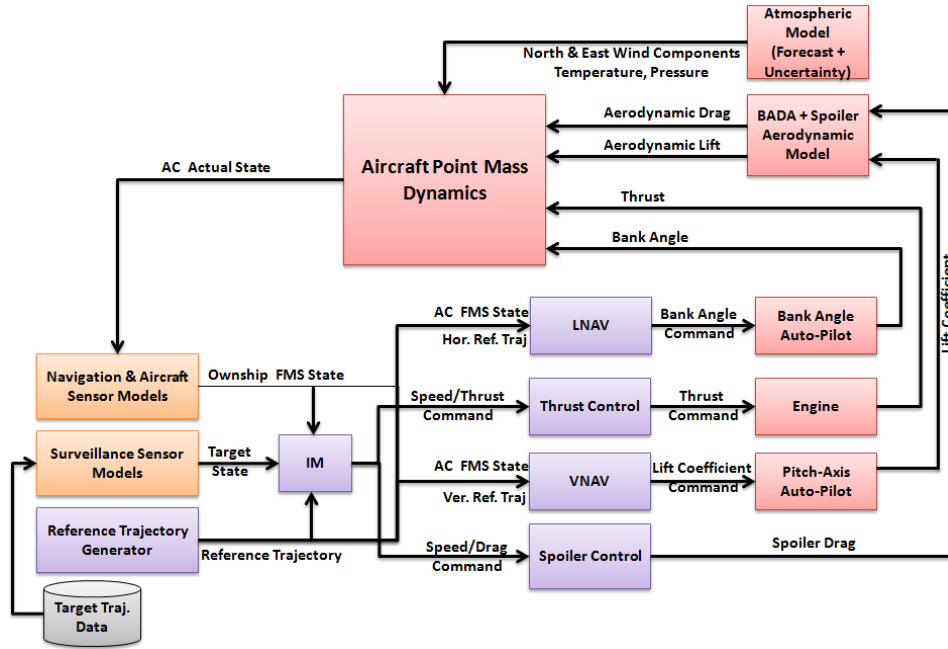 Atmospheric
Model
(Forecast +
Uncertainty)
North & East Wind Components
Temperature, Pressure
Aerodynamic Drag
BADA + Spoiler
Aerodynamic
Model
Aerodynamic Lift
Aircraft Point Mass
Dynamics
AC Actual State
Thrust
Bank Angle
Lift Coefficient
AC FMS State
Hor. Ref. Traj
LNAV
Bank Angle
Command
Bank Angle
Auto-Pilot
Navigation & Aircraft
Sensor Models
Ownship FMS State
Speed/Thrust
Command
Thrust Control
Thrust
Command
Engine
Surveillance Sensor
Models
Target
State
IM
AC FMS State
Ver. Ref. Traj
VNAV
Lift Coefficient
Command
Pitch-Axis
Auto-Pilot
Reference Trajectory
Generator
Reference Trajectory
Speed/Drag
Command
Spoiler Control
Spoiler Drag
Target Traj.
Data